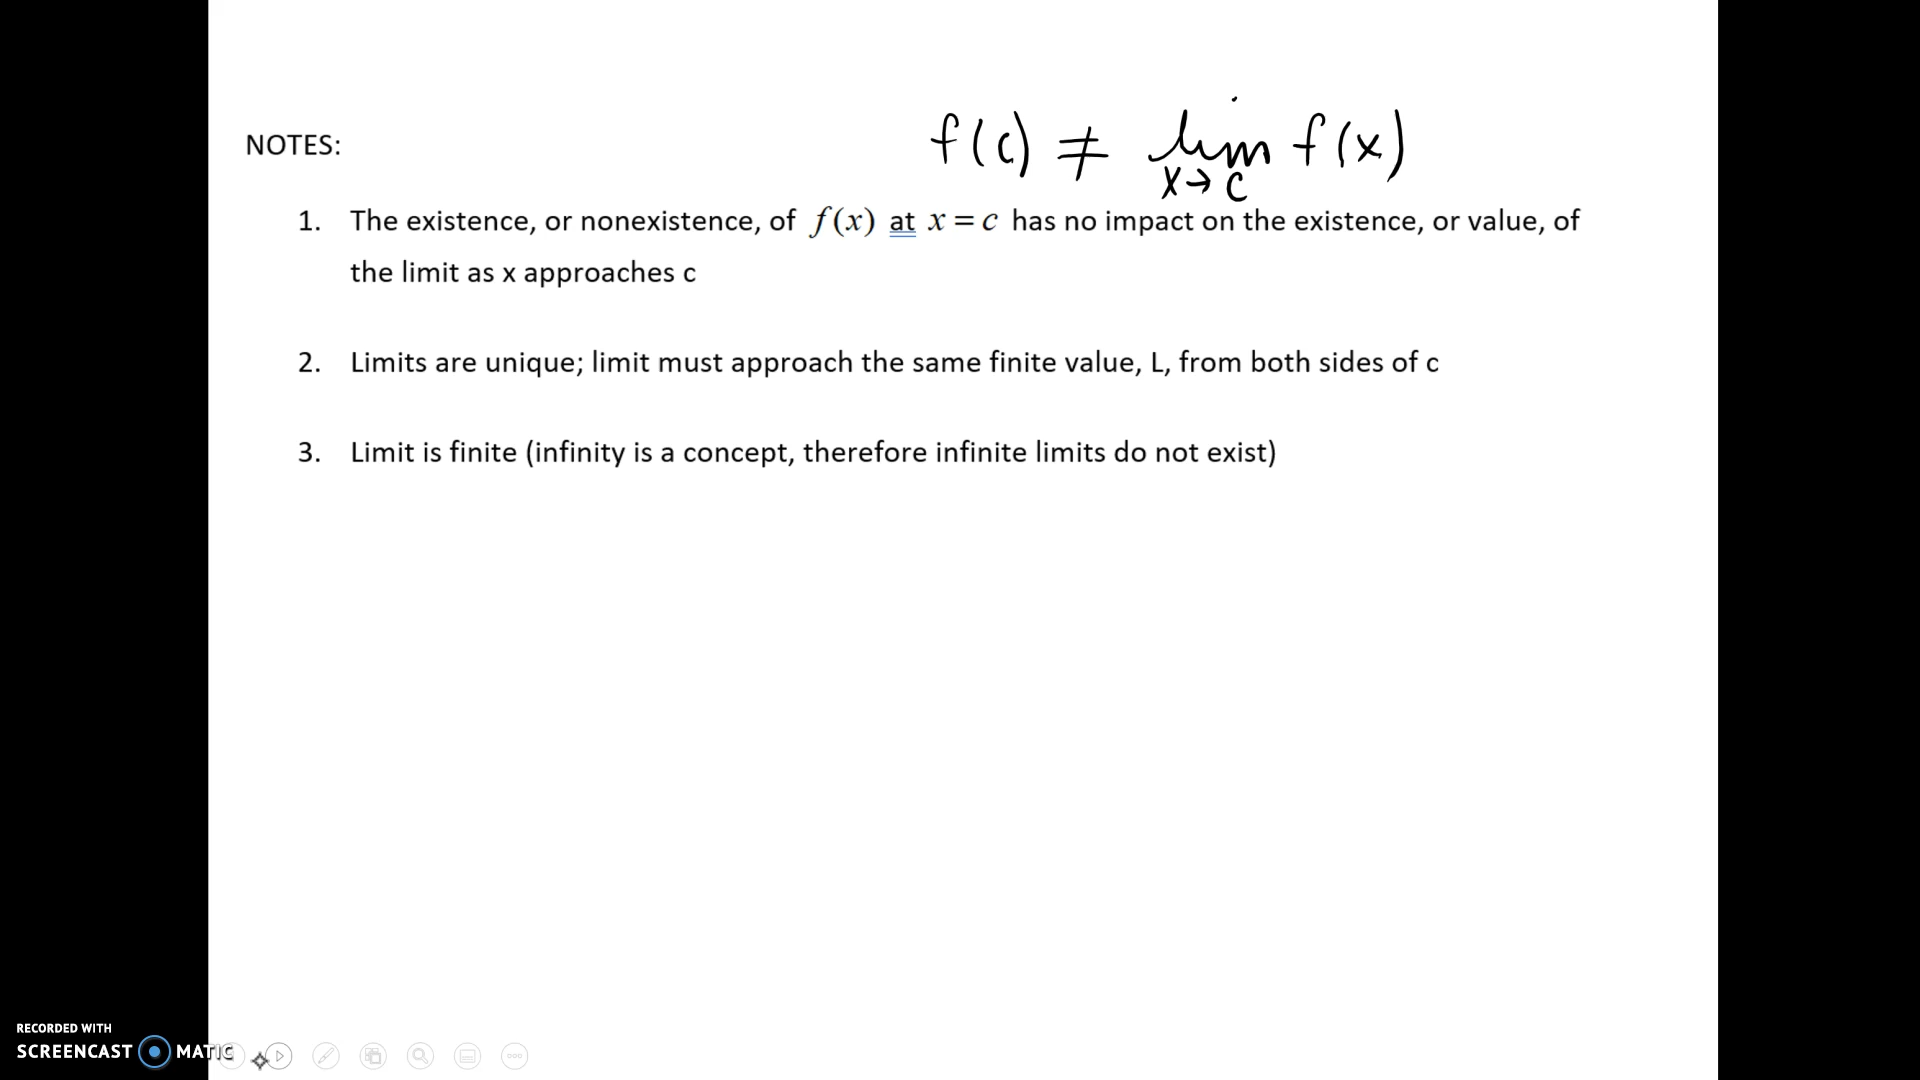 f(c) ≠ lim f(x)
x→c
NOTES:
1. The existence, or nonexistence, of f(x) at x = c has no impact on the existence, or value, of
the limit as x approaches c
2. Limits are unique; limit must approach the same finite value, L, from both sides of c
3. Limit is finite (infinity is a concept, therefore infinite limits do not exist)
RECORDED WITH
SCREENCAST MATIC